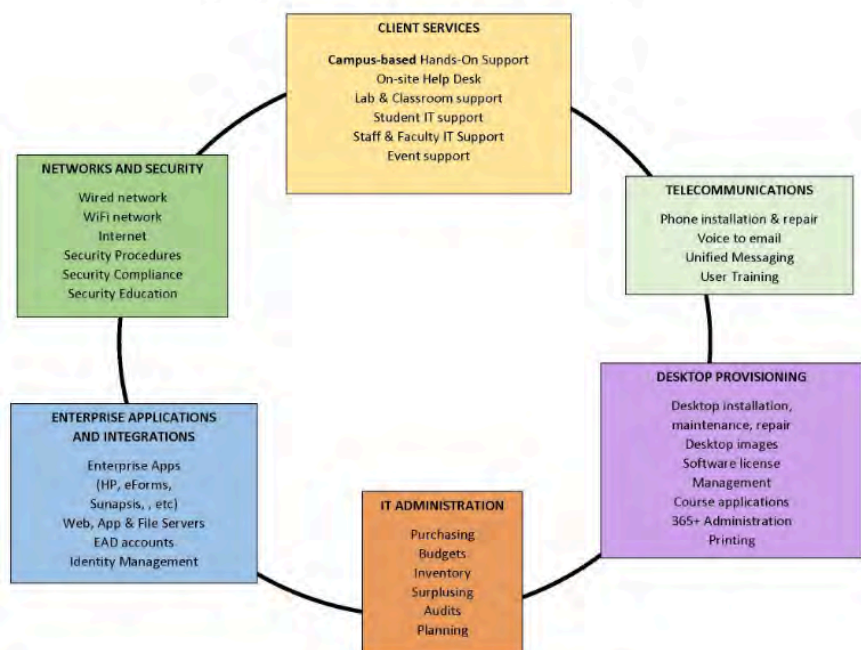 CLIENT SERVICES
Campus-based Hands-On Support
On-site Help Desk
Lab & Classroom support
Student IT support
Staff & Faculty IT Support
Event support
NETWORKS AND SECURITY
Wired network
WiFi network
Internet
Security Procedures
Security Compliance
Security Education
TELECOMMUNICATIONS
Phone installation & repair
Voice to email
Unified Messaging
User Training
ENTERPRISE APPLICATIONS
AND INTEGRATIONS
Enterprise Apps
(HP, eForms,
Sunapsis, , etc)
Web, App & File Servers
EAD accounts
Identity Management
IT ADMINISTRATION
Purchasing
Budgets
Inventory
Surplusing
Audits
Planning
DESKTOP PROVISIONING
Desktop installation,
maintenance, repair
Desktop images
Software license
Management
Course applications
365+ Administration
Printing